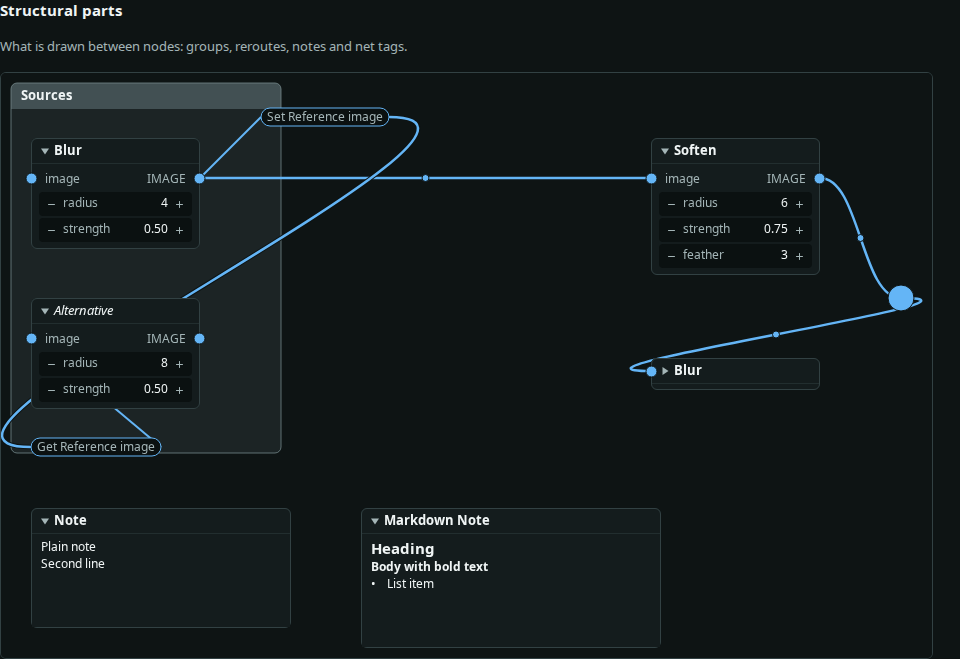 Structural parts
What is drawn between nodes: groups, reroutes, notes and net tags.
Sources
Set Reference image
Blur
image IMAGE
– radius 4 +
– strength 0.50 +
Soften
image IMAGE
– radius 6 +
– strength 0.75 +
– feather 3 +
Alternative
image IMAGE
– radius 8 +
– strength 0.50 +
Blur
Get Reference image
Note
Plain note
Second line
Markdown Note
Heading
Body with bold text
• List item